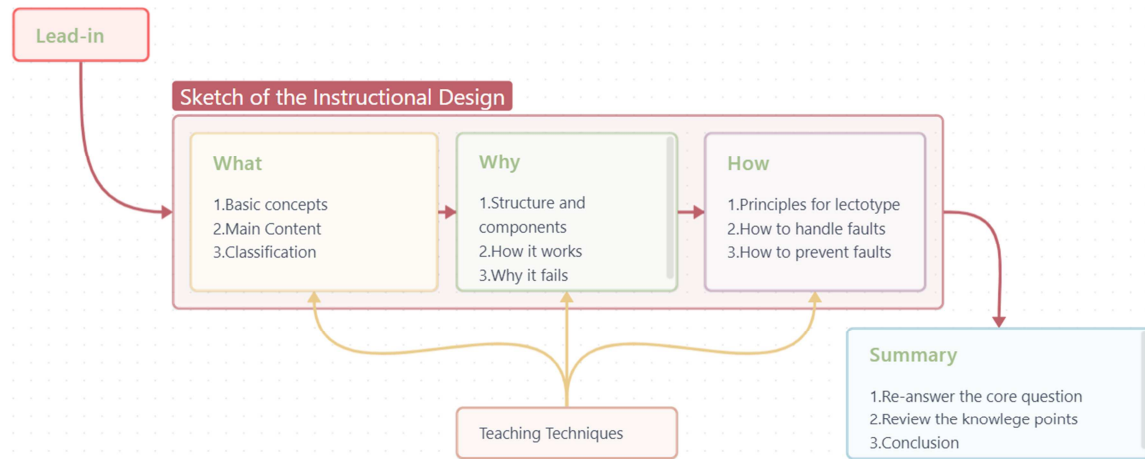 Lead-in
Sketch of the Instructional Design
What
1.Basic concepts
2.Main Content
3.Classification
Why
1.Structure and
components
2.How it works
3.Why it fails
How
1.Principles for lectotype
2.How to handle faults
3.How to prevent faults
Teaching Techniques
Summary
1.Re-answer the core question
2.Review the knowlege points
3.Conclusion